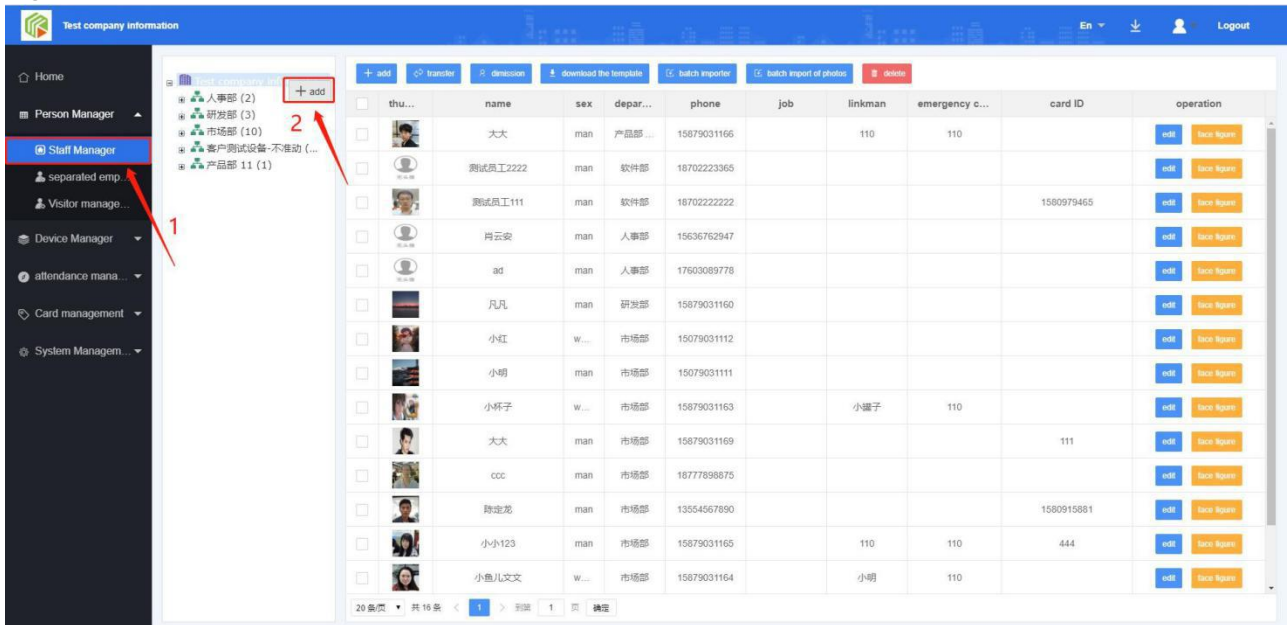 Test company information
En
Logout
Home
Person Manager
Staff Manager
separated emp...
Visitor manage...
Device Manager
attendance mana...
Card management
System Managem...
1
Test company inf
+ add
2
人事部 (2)
研发部 (3)
市场部 (10)
客户测试设备-不准动 (...
产品部 11 (1)
+ add transfer dimission download the template batch importer batch import of photos delete
thu... name sex depar... phone job linkman emergency c... card ID operation
大大 man 产品部 ... 15879031166 110 110 edit face figure
测试员工2222 man 软件部 18702223365 edit face figure
测试员工111 man 软件部 18702222222 1580979465 edit face figure
肖云安 man 人事部 15636762947 edit face figure
ad man 人事部 17603089778 edit face figure
凡凡 man 研发部 15879031160 edit face figure
小红 w... 市场部 15079031112 edit face figure
小明 man 市场部 15079031111 edit face figure
小杯子 w... 市场部 15879031163 小罐子 110 edit face figure
大大 man 市场部 15879031169 111 edit face figure
ccc man 市场部 18777898875 edit face figure
陈定龙 man 市场部 13554567890 1580915881 edit face figure
小小123 man 市场部 15879031165 110 110 444 edit face figure
小鱼儿文文 w... 市场部 15879031164 小明 110 edit face figure
20 条/页 共 16 条 < 1 > 到第 1 页 确定